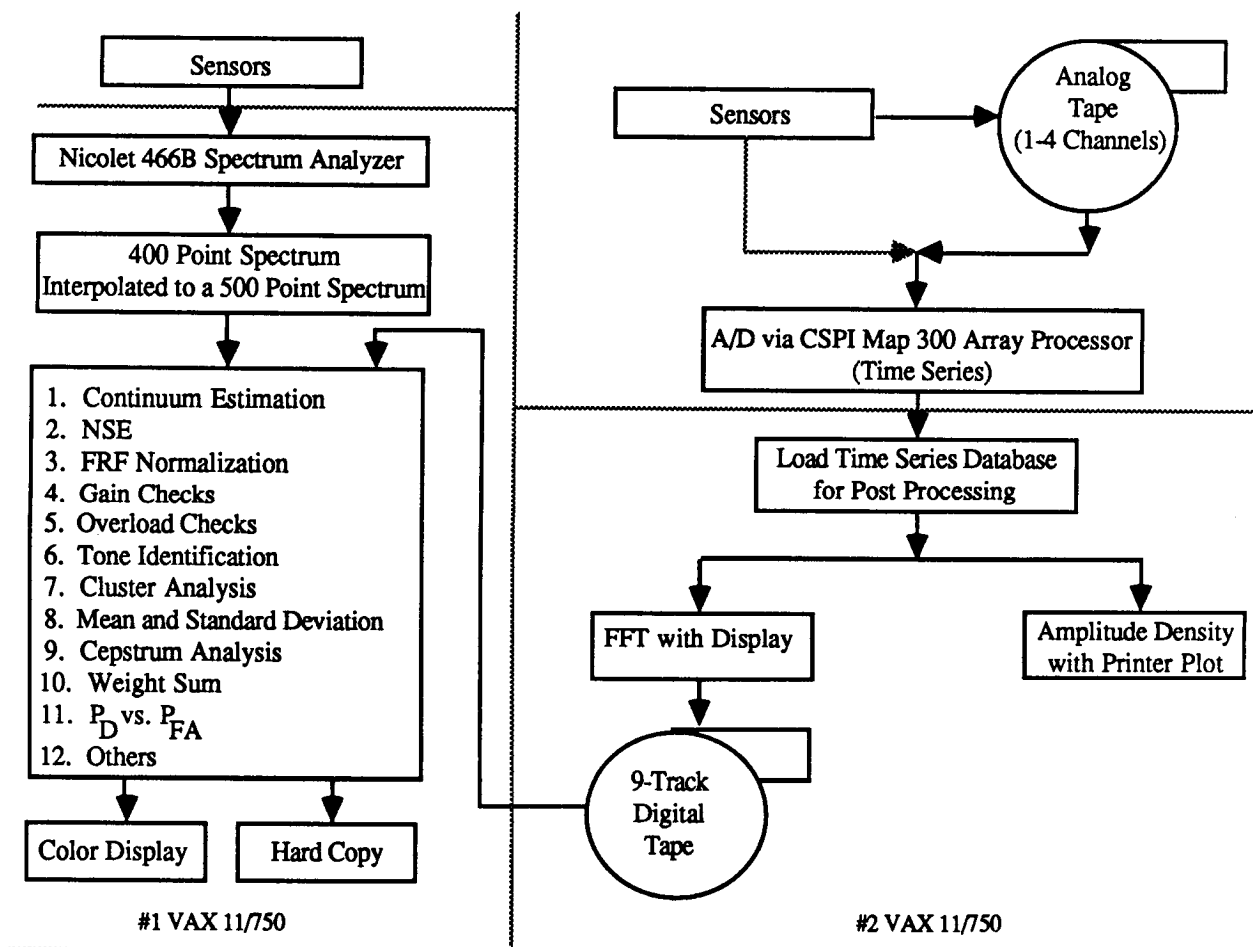 Sensors
Nicolet 466B Spectrum Analyzer
400 Point Spectrum
Interpolated to a 500 Point Spectrum
1. Continuum Estimation
2. NSE
3. FRF Normalization
4. Gain Checks
5. Overload Checks
6. Tone Identification
7. Cluster Analysis
8. Mean and Standard Deviation
9. Cepstrum Analysis
10. Weight Sum
11. PD vs. PFA
12. Others
Color Display
Hard Copy
#1 VAX 11/750
Sensors
Analog
Tape
(1-4 Channels)
A/D via CSPI Map 300 Array Processor
(Time Series)
Load Time Series Database
for Post Processing
FFT with Display
Amplitude Density
with Printer Plot
9-Track
Digital
Tape
#2 VAX 11/750